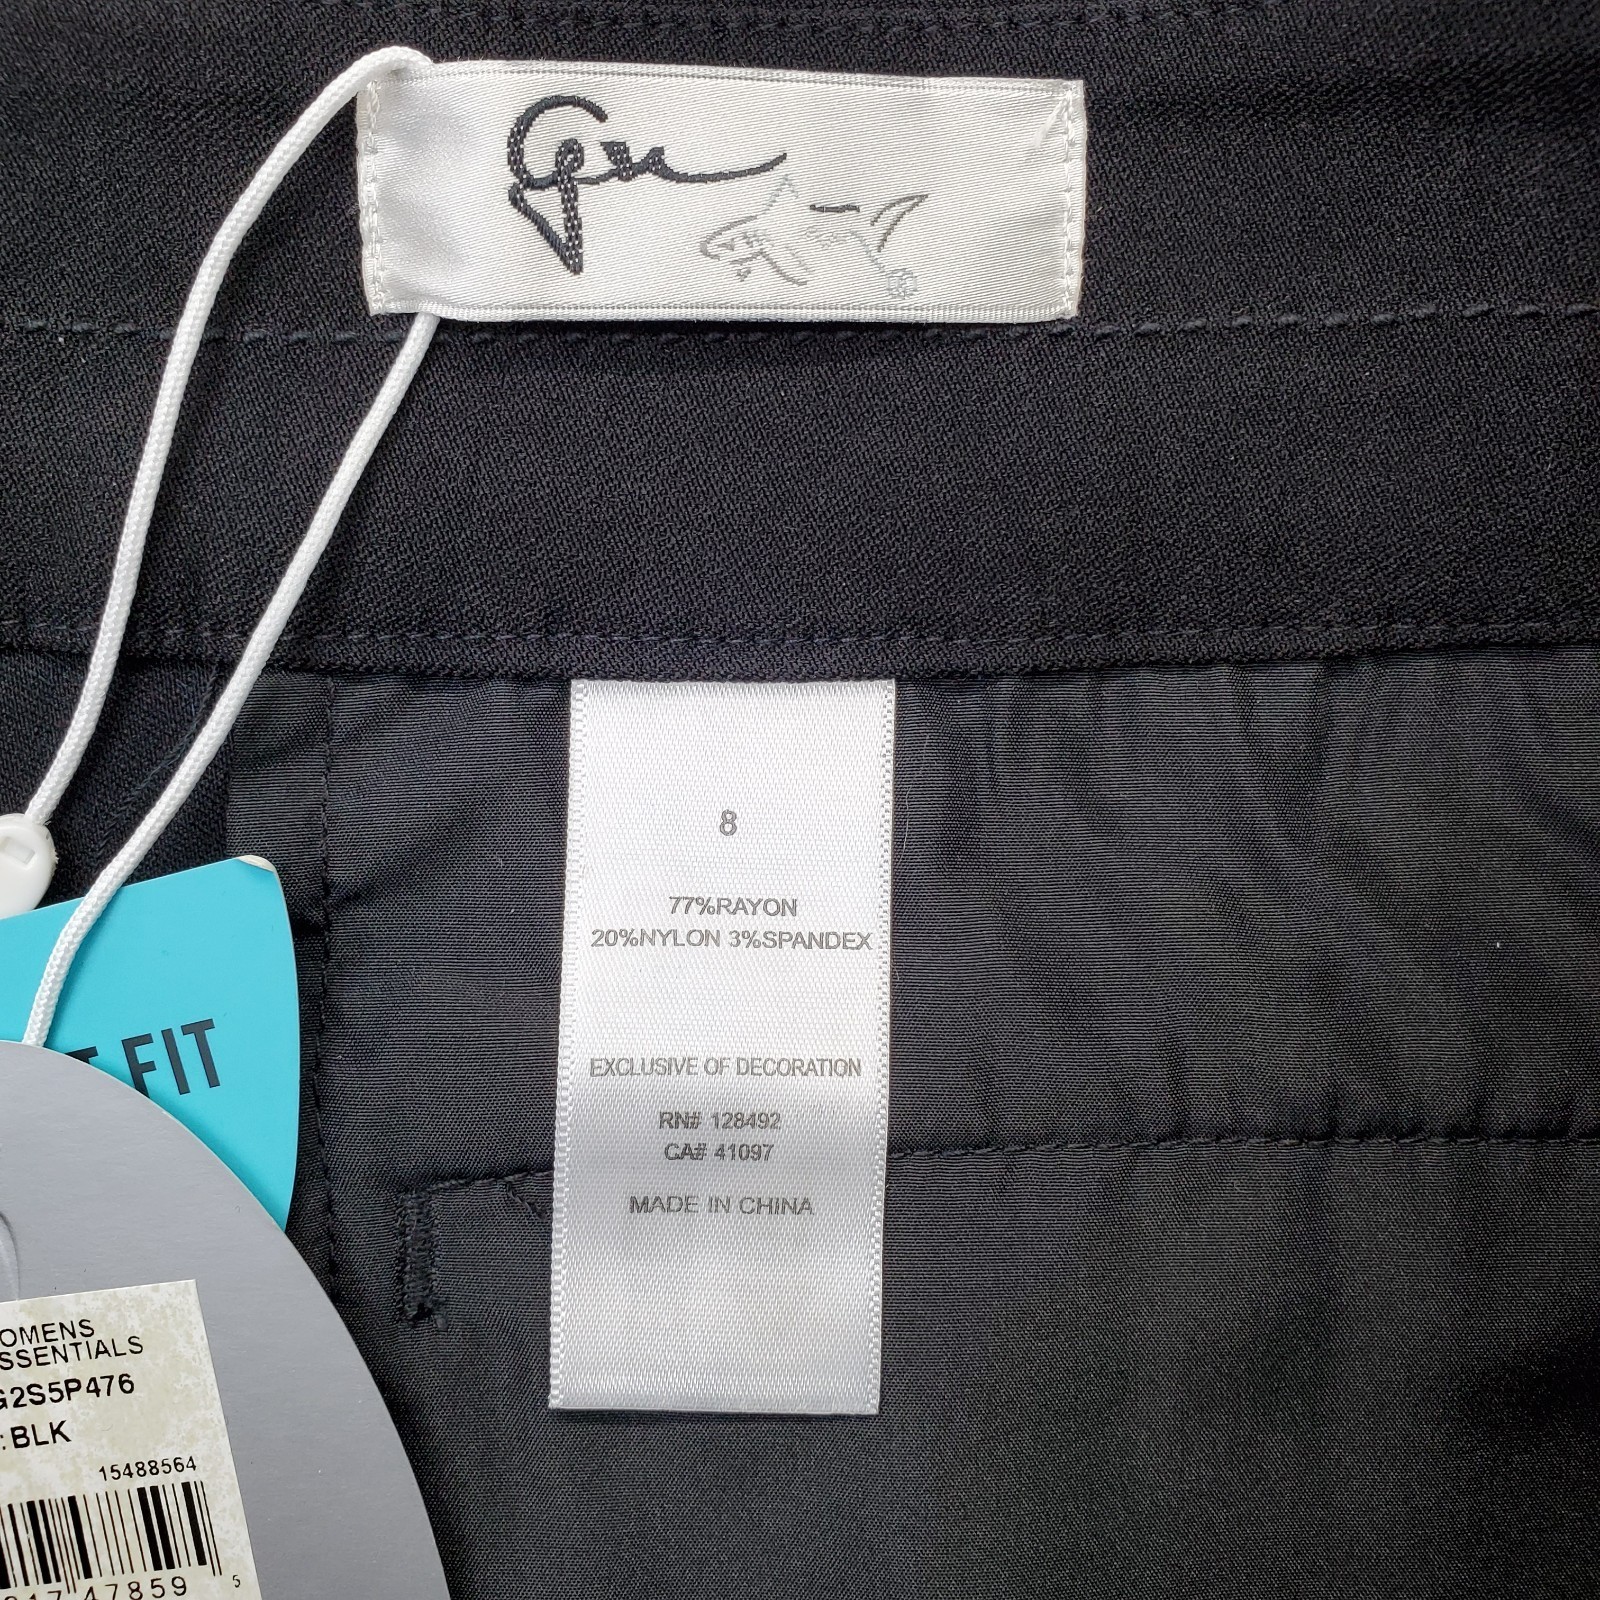 8
77%RAYON
20%NYLON 3%SPANDEX
EXCLUSIVE OF DECORATION
RN# 128492
CA# 41097
MADE IN CHINA
FIT
OMENS
SSENTIALS
G2S5P476
:BLK
15488564
47859 5